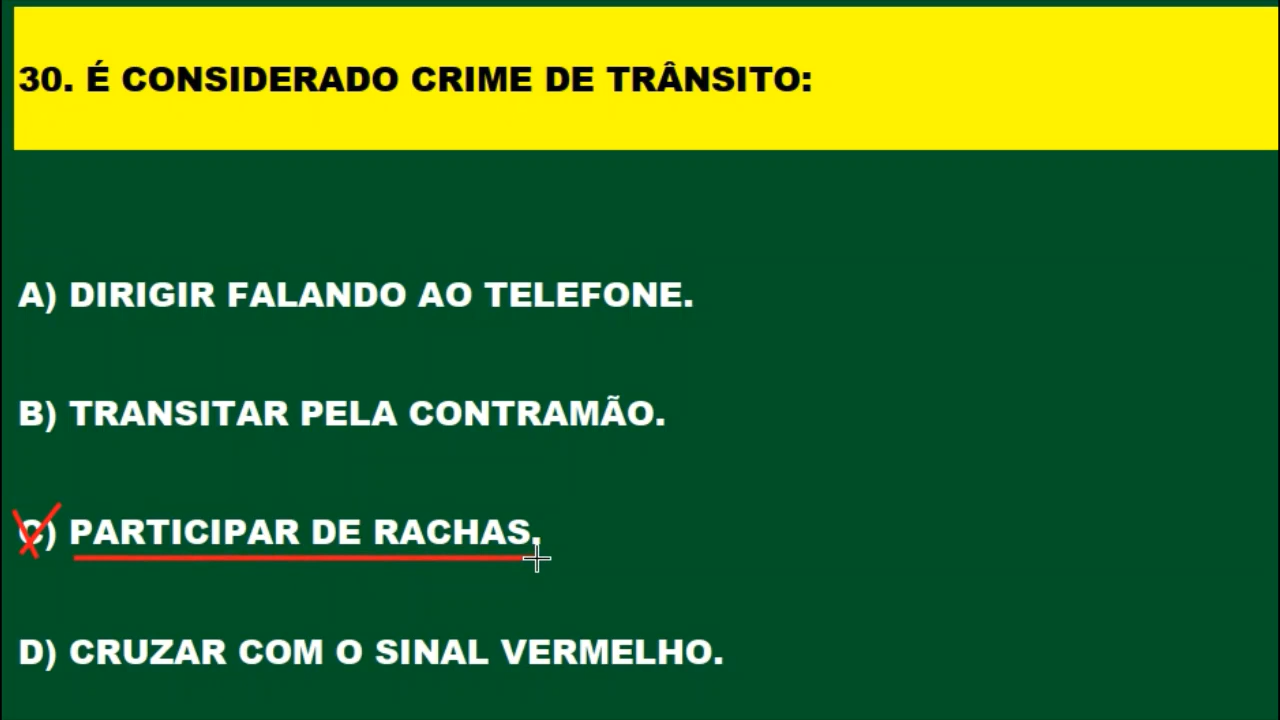 30. É CONSIDERADO CRIME DE TRÂNSITO:
A) DIRIGIR FALANDO AO TELEFONE.
B) TRANSITAR PELA CONTRAMÃO.
C) PARTICIPAR DE RACHAS.
D) CRUZAR COM O SINAL VERMELHO.